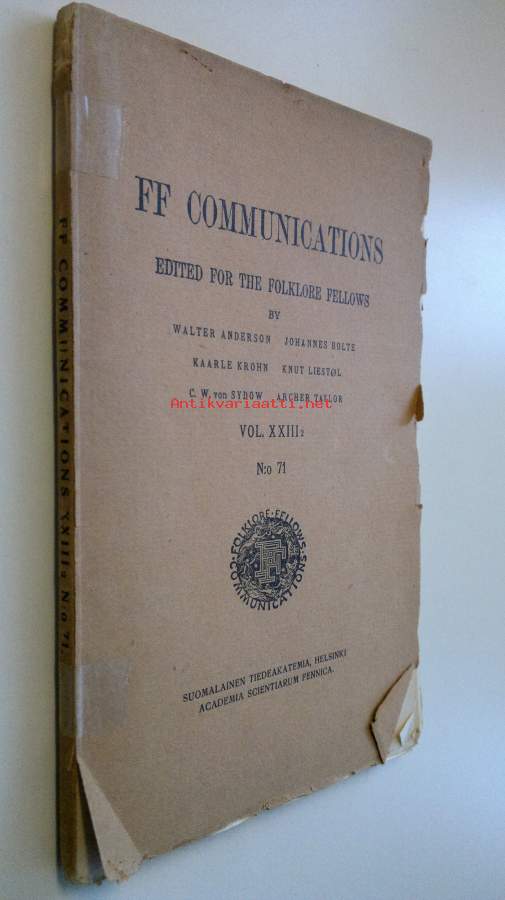 FF COMMUNICATIONS
EDITED FOR THE FOLKLORE FELLOWS
BY
WALTER ANDERSON JOHANNES BOLTE
KAARLE KROHN KNUT LIESTØL
C. W. von SYDOW ARCHER TAYLOR
Antikvariaatti.net
VOL. XXIII2
N:o 71
FOLKLORE·FELLOWS·COMMUNICATIONS·
FF
SUOMALAINEN TIEDEAKATEMIA, HELSINKI
ACADEMIA SCIENTIARUM FENNICA.
FF COMMUNICATIONS XXIII2 N:o 71.